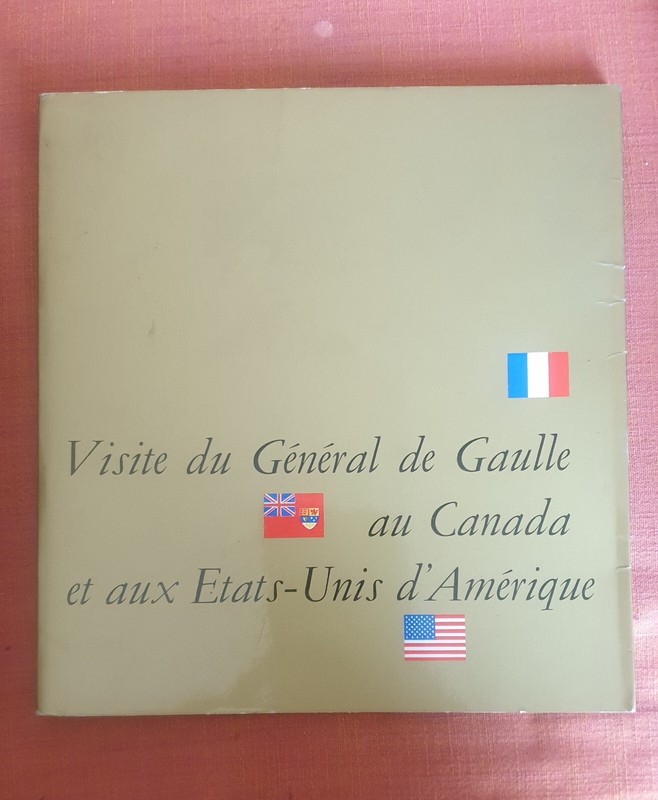 Visite du Général de Gaulle
au Canada
et aux Etats-Unis d'Amérique